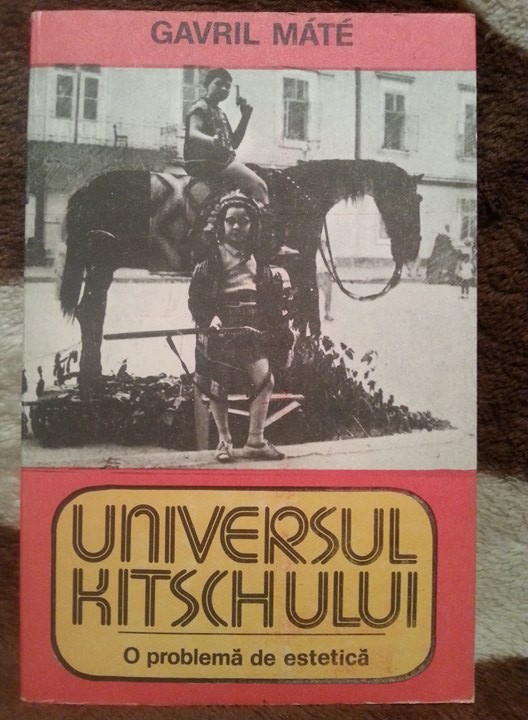 GAVRIL MÁTÉ
UNIVERSUL
KITSCHULUI
O problemă de estetică